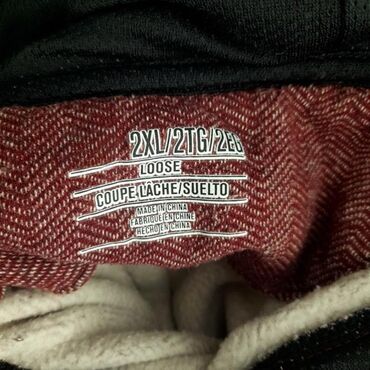 2XL/2TG/2EG
LOOSE
COUPE LÂCHE/SUELTO
MADE IN CHINA
FABRIQUÉ EN CHINE
HECHO EN CHINA